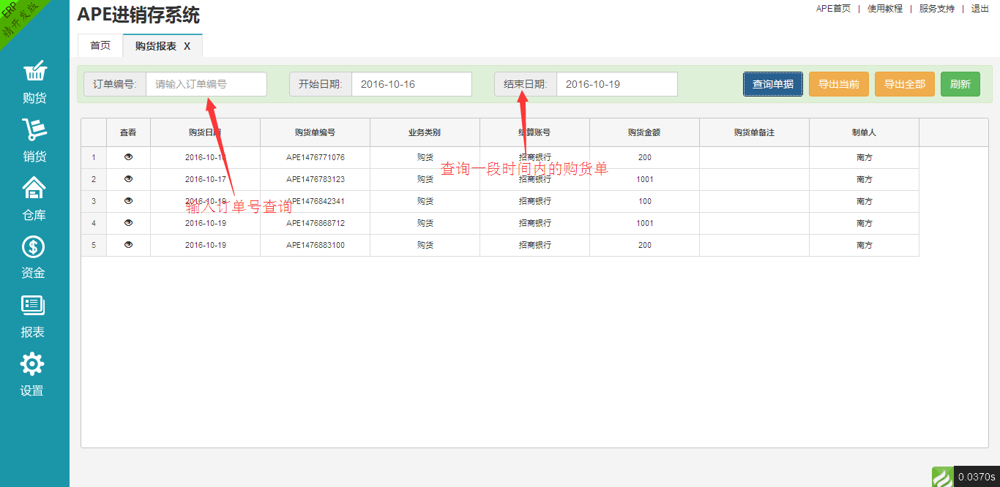 ERP
精开发版
APE进销存系统
APE首页 | 使用教程 | 服务支持 | 退出
首页 购货报表 X
订单编号: 请输入订单编号 开始日期: 2016-10-16 结束日期: 2016-10-19 查询单据 导出当前 导出全部 刷新
购货
销货
仓库
资金
报表
设置
查看 购货日期 购货单编号 业务类别 结算账号 购货金额 购货单备注 制单人
1 2016-10-18 APE1476771076 购货 招商银行 200 南方
查询一段时间内的购货单
2 2016-10-17 APE1476783123 购货 招商银行 1001 南方
3 2016-10-19 APE1476842341 购货 招商银行 100 南方
输入订单号查询
4 2016-10-19 APE1476868712 购货 招商银行 1001 南方
5 2016-10-19 APE1476883100 购货 招商银行 200 南方
0.0370s